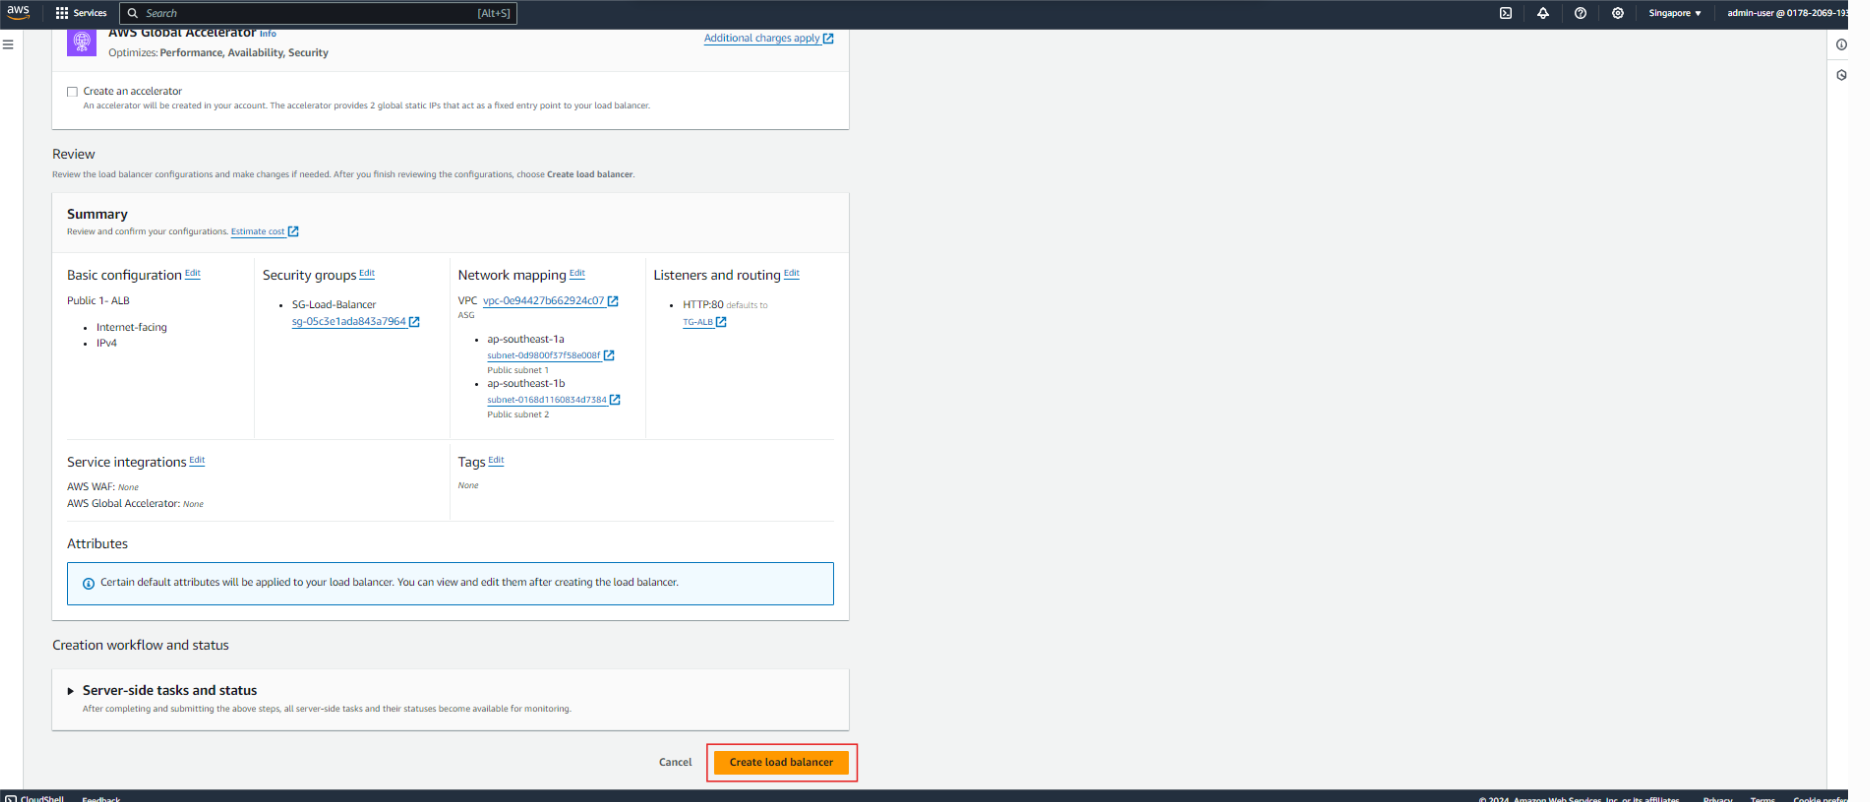 aws
Services
Search
[Alt+S]
Singapore
admin-user @ 0178-2069-193
AWS Global Accelerator Info
Optimizes: Performance, Availability, Security
Additional charges apply
Create an accelerator
An accelerator will be created in your account. The accelerator provides 2 global static IPs that act as a fixed entry point to your load balancer.
Review
Review the load balancer configurations and make changes if needed. After you finish reviewing the configurations, choose Create load balancer.
Summary
Review and confirm your configurations. Estimate cost
Basic configuration Edit
Public 1- ALB
• Internet-facing
• IPv4
Security groups Edit
• SG-Load-Balancer
sg-05c3e1ada843a7964
Network mapping Edit
VPC vpc-0e94427b662924c07
ASG
• ap-southeast-1a
subnet-0d9800f37f58e008f
Public subnet 1
• ap-southeast-1b
subnet-0168d1160834d7384
Public subnet 2
Listeners and routing Edit
• HTTP:80 defaults to
TG-ALB
Service integrations Edit
AWS WAF: None
AWS Global Accelerator: None
Tags Edit
None
Attributes
Certain default attributes will be applied to your load balancer. You can view and edit them after creating the load balancer.
Creation workflow and status
Server-side tasks and status
After completing and submitting the above steps, all server-side tasks and their statuses become available for monitoring.
Cancel
Create load balancer
CloudShell
Feedback
© 2024, Amazon Web Services, Inc. or its affiliates.
Privacy
Terms
Cookie prefer